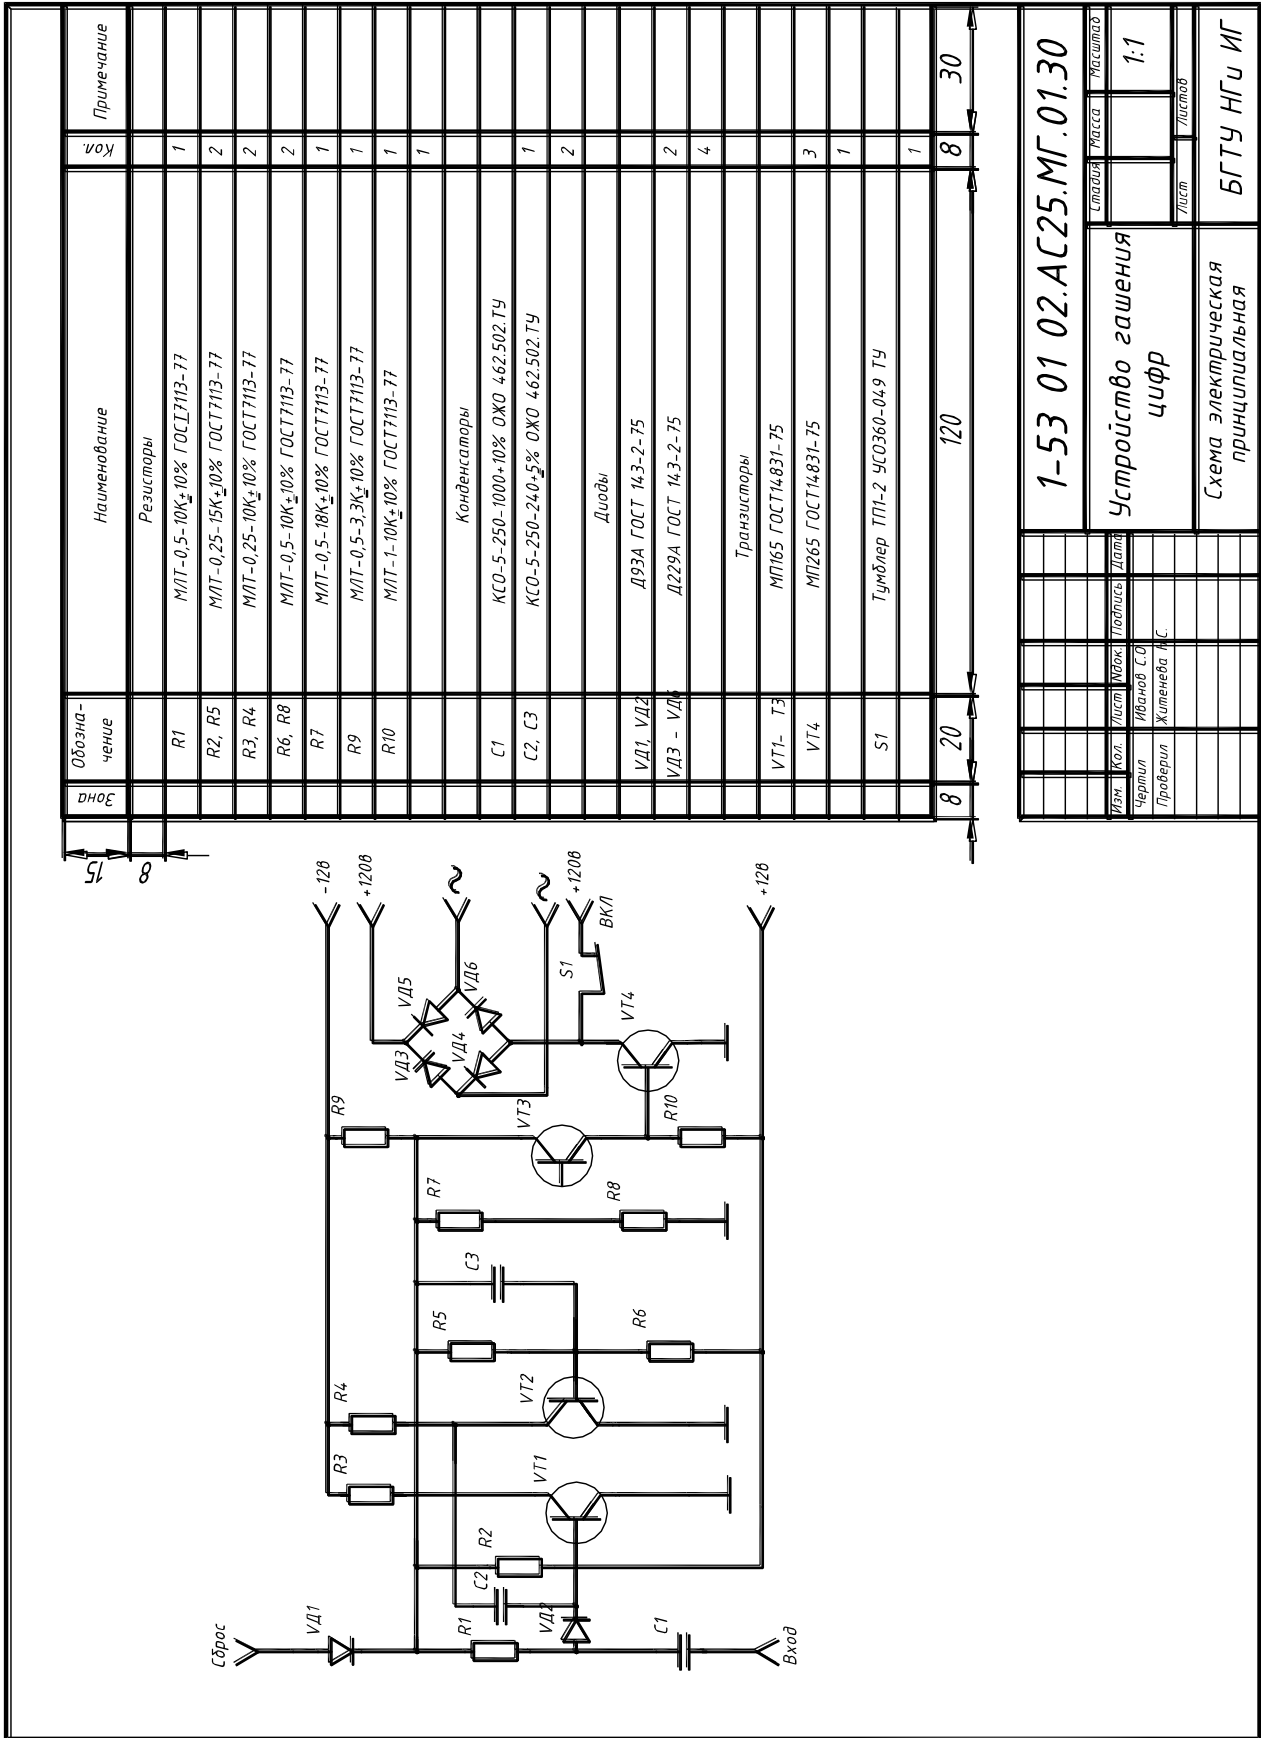 Зона
Обозна-
чение
Наименование
Кол.
Примечание
Резисторы
R1 МЛТ-0,5-10К±10% ГОСТ7113-77 1
R2, R5 МЛТ-0,25-15К±10% ГОСТ7113-77 2
R3, R4 МЛТ-0,25-10К±10% ГОСТ7113-77 2
R6, R8 МЛТ-0,5-10К±10% ГОСТ7113-77 2
R7 МЛТ-0,5-18К±10% ГОСТ7113-77 1
R9 МЛТ-0,5-3,3К±10% ГОСТ7113-77 1
R10 МЛТ-1-10К±10% ГОСТ7113-77 1
1
Конденсаторы
С1 КСО-5-250-1000+10% ОЖО 462.502.ТУ
С2, С3 КСО-5-250-240±5% ОЖО 462.502.ТУ 1
2
Диоды
VД1, VД2 Д93А ГОСТ 143-2-75
VД3 - VД6 Д229А ГОСТ 143-2-75 2
4
Транзисторы
VT1- Т3 МП165 ГОСТ14831-75
VT4 МП265 ГОСТ14831-75 3
1
S1 Тумблер ТП1-2 УСО360-049 ТУ
1
15
8
8
20
120
8
30
Сброс
VД1
R1
С2
VД2
С1
Вход
R2
R3
VT1
R4
VT2
R5
R6
С3
R7
R8
R9
VT3
R10
VД3
VД5
VД4
VД6
VT4
S1
ВКЛ
-12В
+120В
~
~
+120В
+12В
1-53 01 02.АС25.МГ.01.30
Изм. Кол. Лист Nдок. Подпись Дата
Чертил Иванов С.О.
Проверил Житенева Н.С.
Устройство гашения
цифр
Стадия Масса Масштаб
1:1
Лист Листов
Схема электрическая
принципиальная
БГТУ НГи ИГ